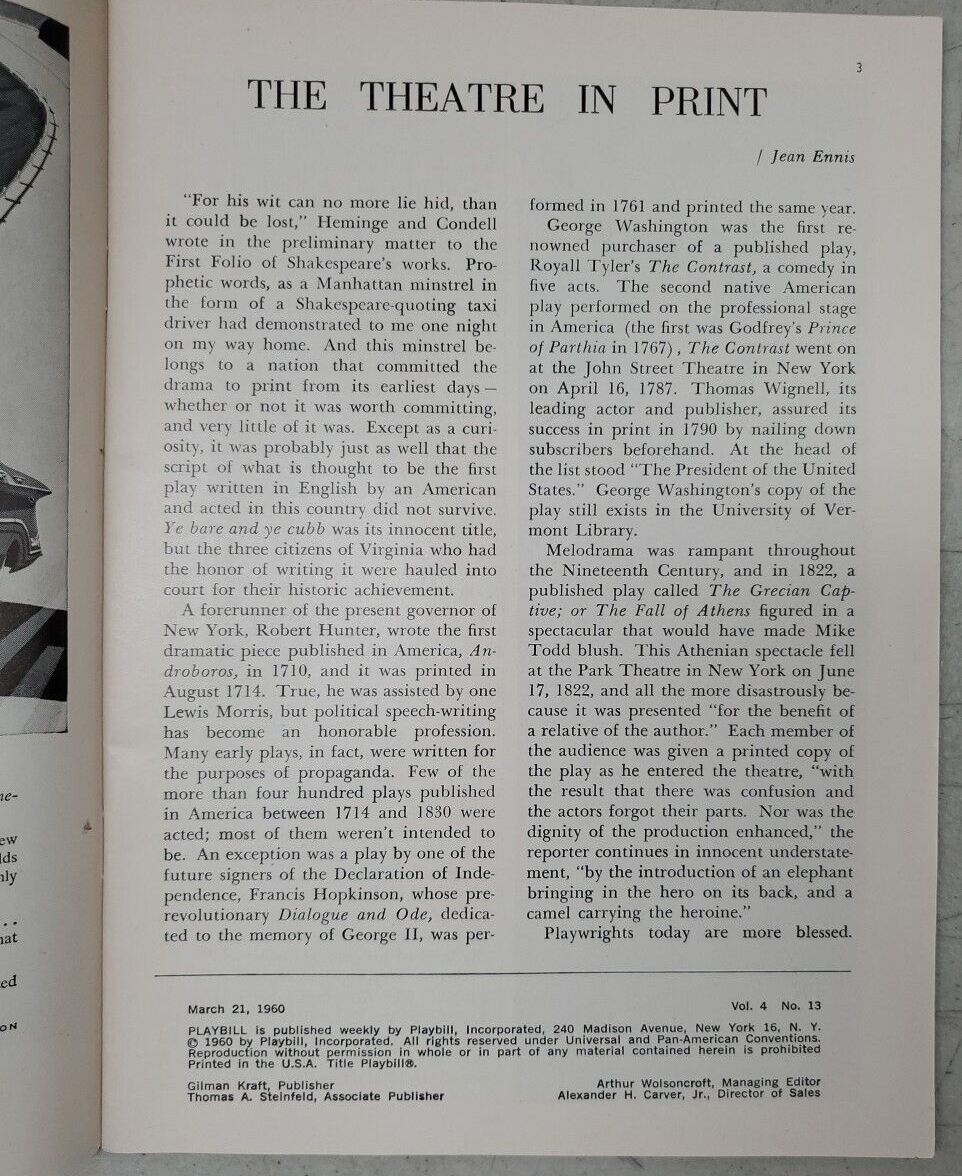 3
THE THEATRE IN PRINT
/ Jean Ennis
"For his wit can no more lie hid, than
it could be lost," Heminge and Condell
wrote in the preliminary matter to the
First Folio of Shakespeare's works. Pro-
phetic words, as a Manhattan minstrel in
the form of a Shakespeare-quoting taxi
driver had demonstrated to me one night
on my way home. And this minstrel be-
longs to a nation that committed the
drama to print from its earliest days —
whether or not it was worth committing,
and very little of it was. Except as a curi-
osity, it was probably just as well that the
script of what is thought to be the first
play written in English by an American
and acted in this country did not survive.
Ye bare and ye cubb was its innocent title,
but the three citizens of Virginia who had
the honor of writing it were hauled into
court for their historic achievement.
A forerunner of the present governor of
New York, Robert Hunter, wrote the first
dramatic piece published in America, An-
droboros, in 1710, and it was printed in
August 1714. True, he was assisted by one
Lewis Morris, but political speech-writing
has become an honorable profession.
Many early plays, in fact, were written for
the purposes of propaganda. Few of the
more than four hundred plays published
in America between 1714 and 1830 were
acted; most of them weren't intended to
be. An exception was a play by one of the
future signers of the Declaration of Inde-
pendence, Francis Hopkinson, whose pre-
revolutionary Dialogue and Ode, dedica-
ted to the memory of George II, was per-
formed in 1761 and printed the same year.
George Washington was the first re-
nowned purchaser of a published play,
Royall Tyler's The Contrast, a comedy in
five acts. The second native American
play performed on the professional stage
in America (the first was Godfrey's Prince
of Parthia in 1767), The Contrast went on
at the John Street Theatre in New York
on April 16, 1787. Thomas Wignell, its
leading actor and publisher, assured its
success in print in 1790 by nailing down
subscribers beforehand. At the head of
the list stood "The President of the United
States." George Washington's copy of the
play still exists in the University of Ver-
mont Library.
Melodrama was rampant throughout
the Nineteenth Century, and in 1822, a
published play called The Grecian Cap-
tive; or The Fall of Athens figured in a
spectacular that would have made Mike
Todd blush. This Athenian spectacle fell
at the Park Theatre in New York on June
17, 1822, and all the more disastrously be-
cause it was presented "for the benefit of
a relative of the author." Each member of
the audience was given a printed copy of
the play as he entered the theatre, "with
the result that there was confusion and
the actors forgot their parts. Nor was the
dignity of the production enhanced," the
reporter continues in innocent understate-
ment, "by the introduction of an elephant
bringing in the hero on its back, and a
camel carrying the heroine."
Playwrights today are more blessed.
March 21, 1960
Vol. 4 No. 13
PLAYBILL is published weekly by Playbill, Incorporated, 240 Madison Avenue, New York 16, N. Y.
© 1960 by Playbill, Incorporated. All rights reserved under Universal and Pan-American Conventions.
Reproduction without permission in whole or in part of any material contained herein is prohibited
Printed in the U.S.A. Title Playbill®.
Gilman Kraft, Publisher
Thomas A. Steinfeld, Associate Publisher
Arthur Wolsoncroft, Managing Editor
Alexander H. Carver, Jr., Director of Sales